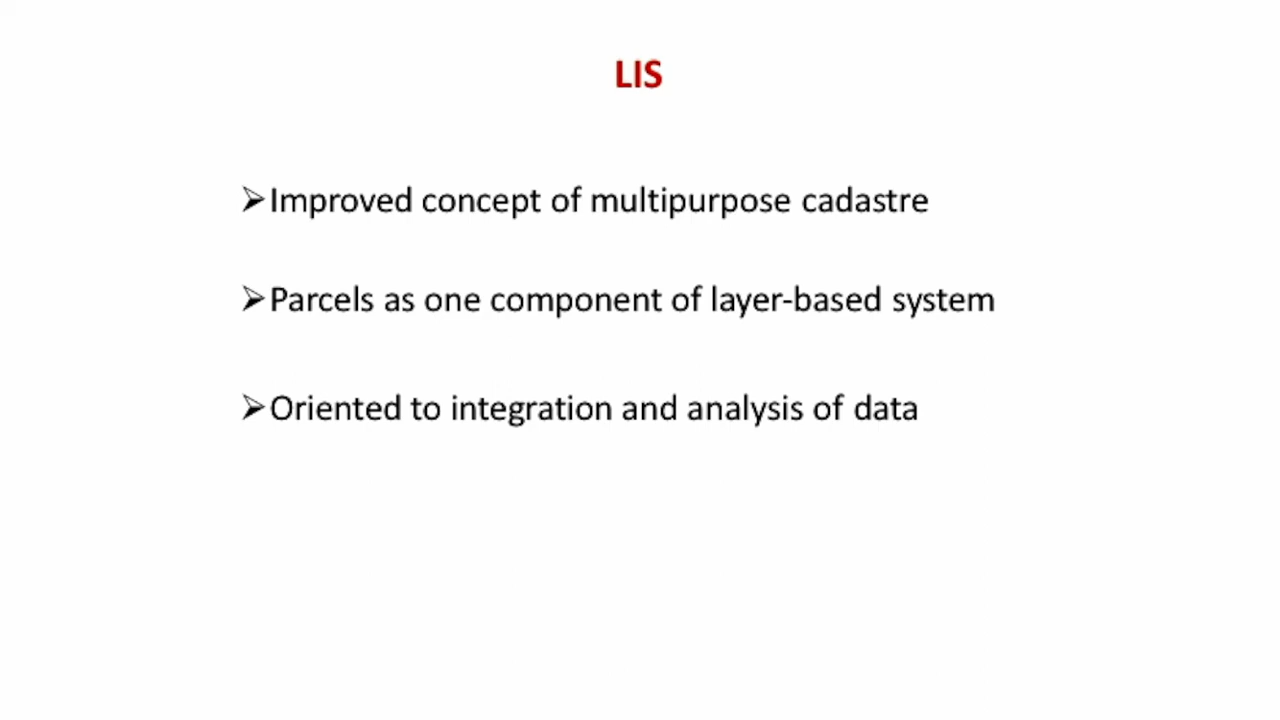 LIS
➢Improved concept of multipurpose cadastre
➢Parcels as one component of layer-based system
➢Oriented to integration and analysis of data